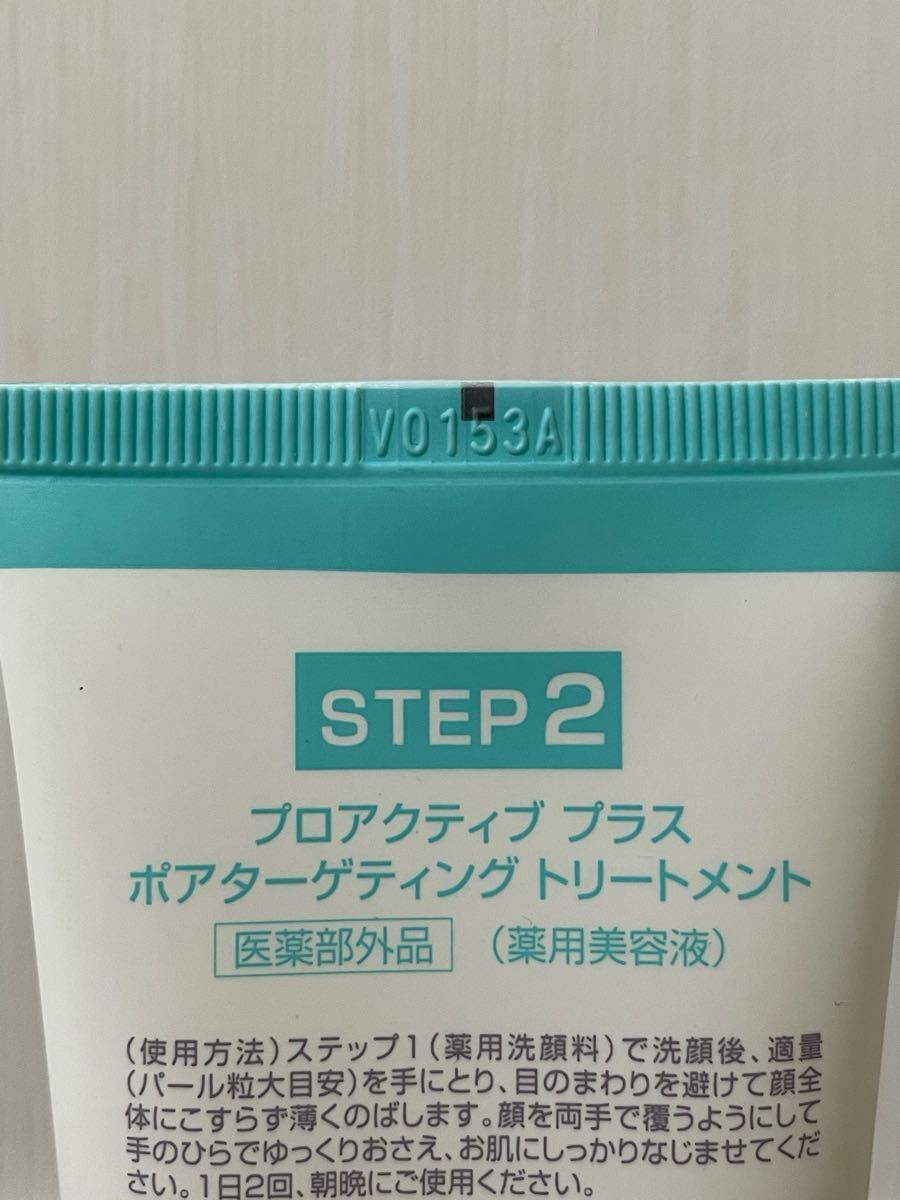 V0153A
STEP2
プロアクティブ プラス
ポアターゲティング トリートメント
医薬部外品 (薬用美容液)
(使用方法)ステップ1(薬用洗顔料)で洗顔後、適量
(パール粒大目安)を手にとり、目のまわりを避けて顔全
体にこすらず薄くのばします。顔を両手で覆うようにして
手のひらでゆっくりおさえ、お肌にしっかりなじませてくだ
さい。1日2回、朝晩にご使用ください。